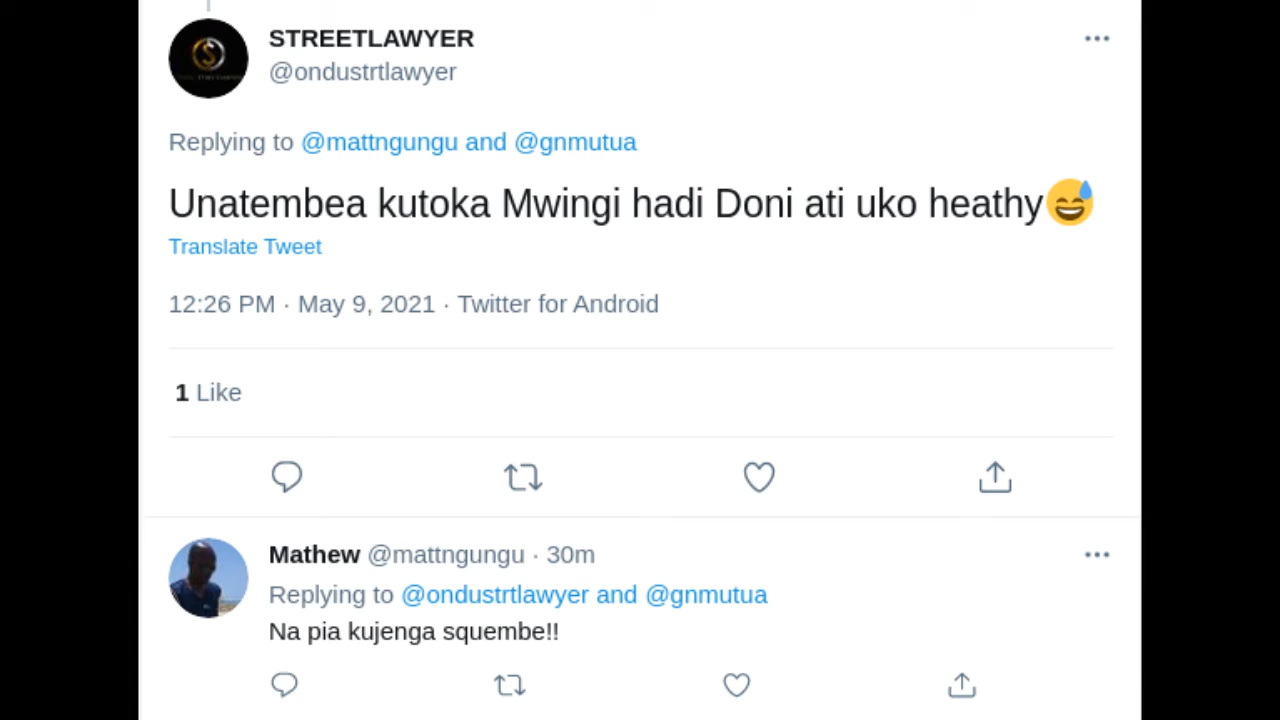 STREETLAWYER
@ondustrtlawyer
Replying to @mattngungu and @gnmutua
Unatembea kutoka Mwingi hadi Doni ati uko heathy😅
Translate Tweet
12:26 PM · May 9, 2021 · Twitter for Android
1 Like
Mathew @mattngungu · 30m
Replying to @ondustrtlawyer and @gnmutua
Na pia kujenga squembe!!